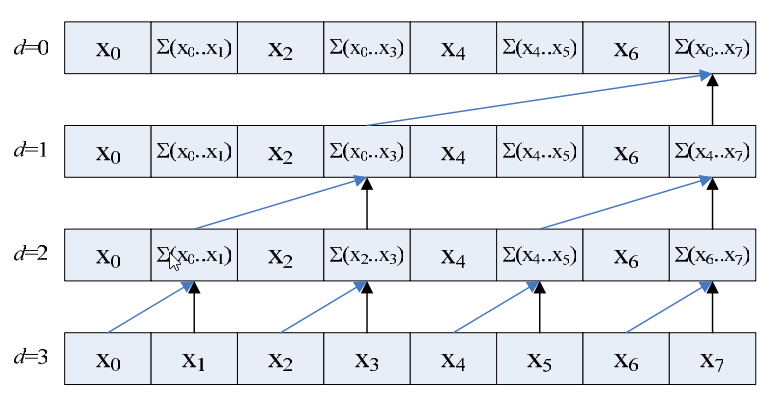 d=0 x0 Σ(x0..x1) x2 Σ(x0..x3) x4 Σ(x4..x5) x6 Σ(x0..x7)
d=1 x0 Σ(x0..x1) x2 Σ(x0..x3) x4 Σ(x4..x5) x6 Σ(x4..x7)
d=2 x0 Σ(x0..x1) x2 Σ(x2..x3) x4 Σ(x4..x5) x6 Σ(x6..x7)
d=3 x0 x1 x2 x3 x4 x5 x6 x7